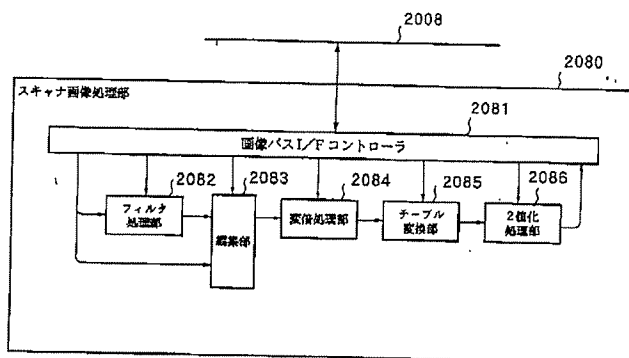 2008
2080
スキャナ画像処理部
2081
画像バスI/Fコントローラ
2082
2083
2084
2085
2086
フィルタ
処理部
編集部
変倍処理部
テーブル
変換部
2値化
処理部